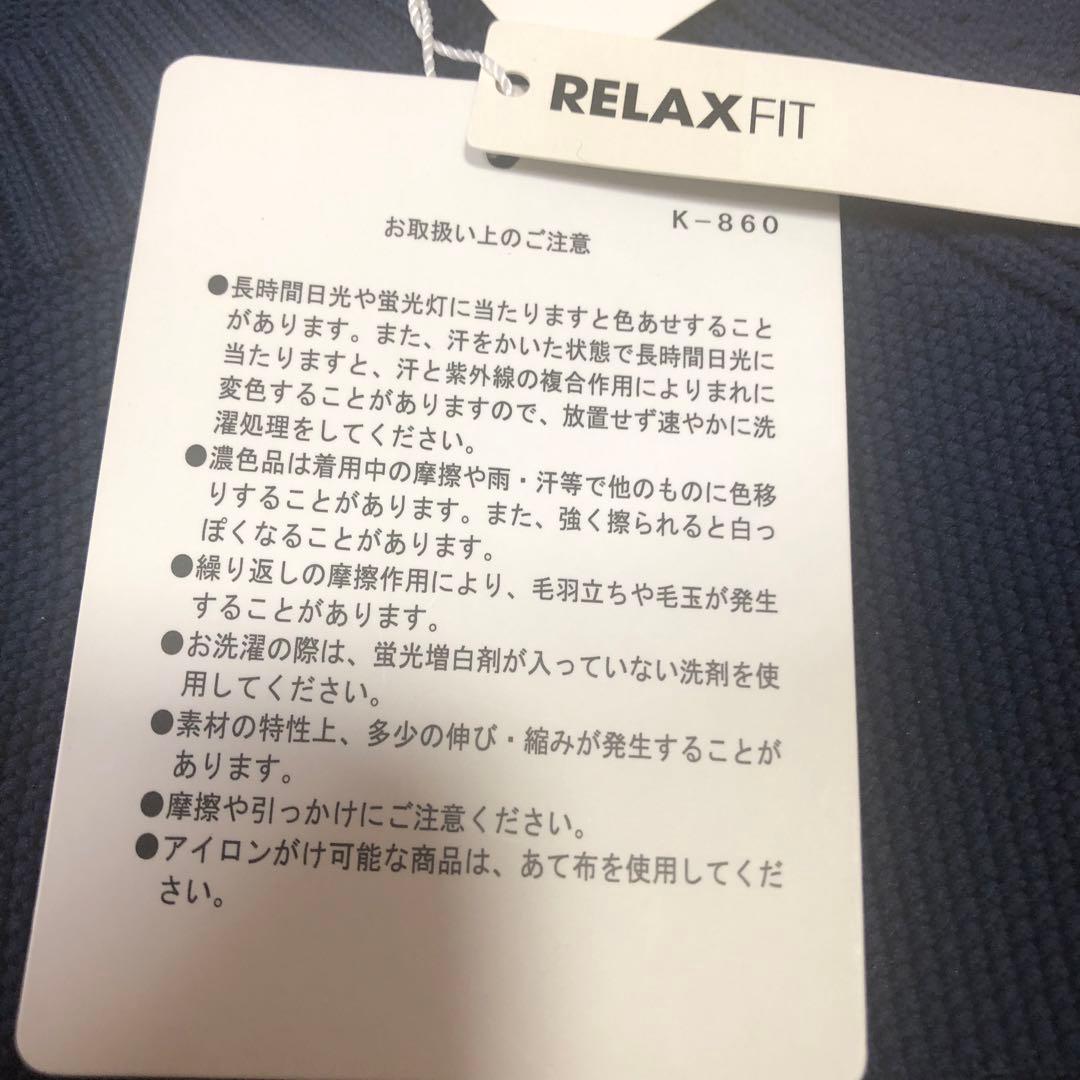 RELAX FIT
K-860
お取扱い上のご注意
●長時間日光や蛍光灯に当たりますと色あせすること
があります。また、汗をかいた状態で長時間日光に
当たりますと、汗と紫外線の複合作用によりまれに
変色することがありますので、放置せず速やかに洗
濯処理をしてください。
●濃色品は着用中の摩擦や雨・汗等で他のものに色移
りすることがあります。また、強く擦られると白っ
ぽくなることがあります。
●繰り返しの摩擦作用により、毛羽立ちや毛玉が発生
することがあります。
●お洗濯の際は、蛍光増白剤が入っていない洗剤を使
用してください。
●素材の特性上、多少の伸び・縮みが発生することが
あります。
●摩擦や引っかけにご注意ください。
●アイロンがけ可能な商品は、あて布を使用してくだ
さい。